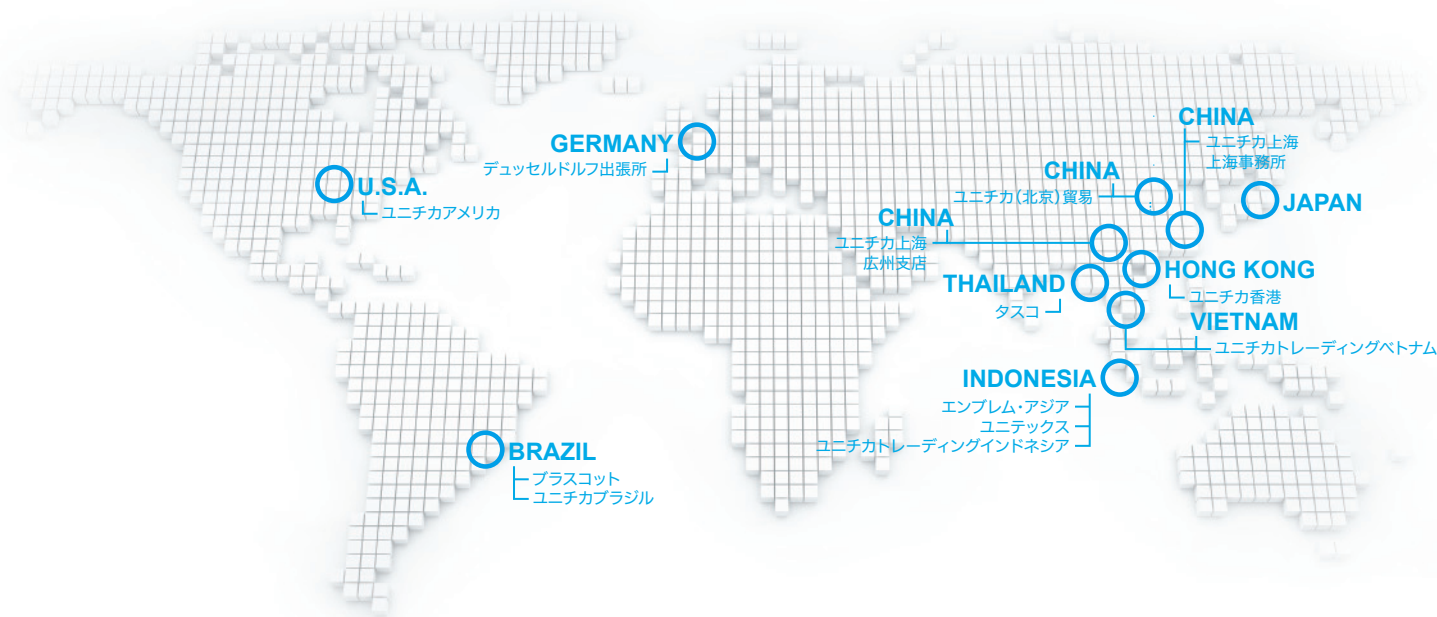 U.S.A.
ユニチカアメリカ
GERMANY
デュッセルドルフ出張所
CHINA
ユニチカ上海
上海事務所
CHINA
ユニチカ（北京）貿易
JAPAN
CHINA
ユニチカ上海
広州支店
HONG KONG
ユニチカ香港
THAILAND
タスコ
VIETNAM
ユニチカトレーディングベトナム
INDONESIA
エンブレム・アジア
ユニテックス
ユニチカトレーディングインドネシア
BRAZIL
ブラスコット
ユニチカブラジル